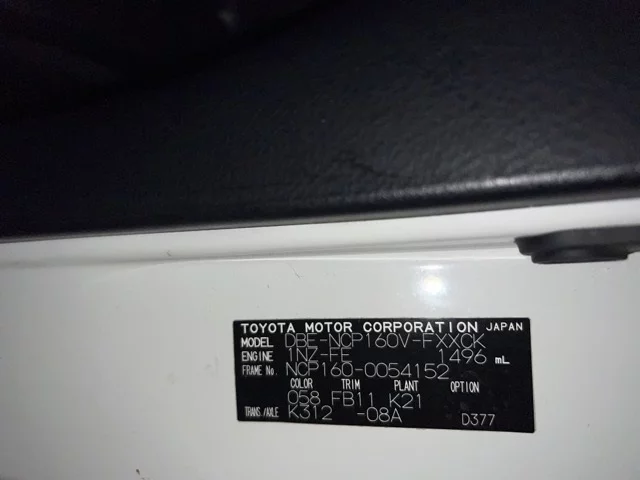 TOYOTA MOTOR CORPORATION JAPAN
MODEL DBE-NCP160V-FXXCK
ENGINE 1NZ-FE 1496 mL
FRAME No. NCP160-0054152
COLOR TRIM PLANT OPTION
058 FB11 K21
TRANS./AXLE K312 -08A D377